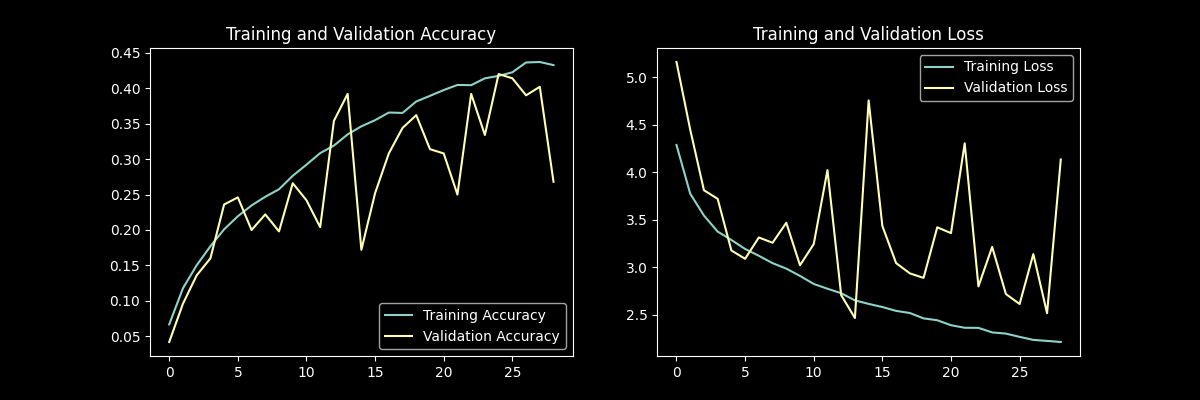 Training and Validation Accuracy
0.45
0.40
0.35
0.30
0.25
0.20
0.15
0.10
0.05
Training Accuracy
Validation Accuracy
0 5 10 15 20 25
Training and Validation Loss
5.0
4.5
4.0
3.5
3.0
2.5
Training Loss
Validation Loss
0 5 10 15 20 25